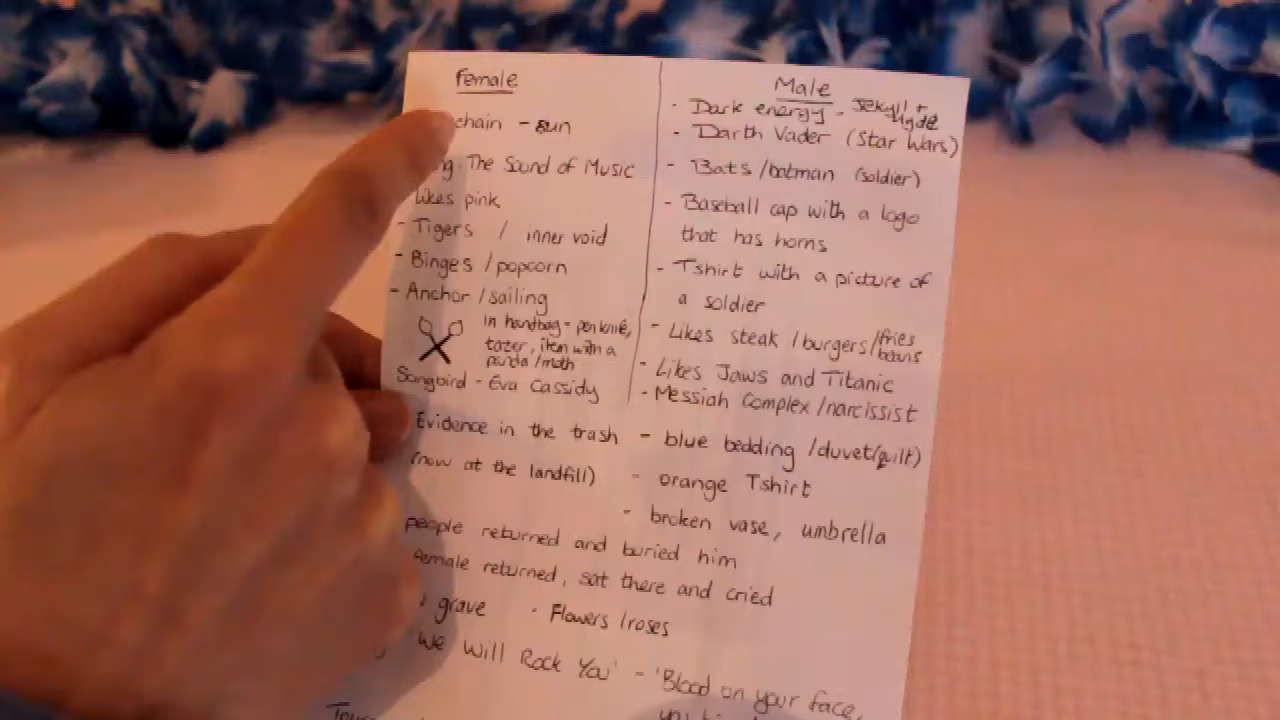 Female
chain - sun
The Sound of Music
likes pink
- Tigers / inner void
- Binges / popcorn
- Anchor / sailing
in handbag - penknife,
tazer, item with a
panda / moth
Songbird - Eva Cassidy
Male
- Dark energy - Jekyll +
Hyde
- Darth Vader (Star Wars)
- Bats / batman (soldier)
- Baseball cap with a logo
that has horns
- Tshirt with a picture of
a soldier
- Likes steak / burgers / fries
- Likes Jaws and Titanic
- Messiah Complex / narcissist
Evidence in the trash - blue bedding / duvet (quilt)
(now at the landfill) - orange Tshirt
- broken vase, umbrella
people returned and buried him
female returned, sat there and cried
grave - Flowers / roses
'We Will Rock You' - 'Blood on your face,